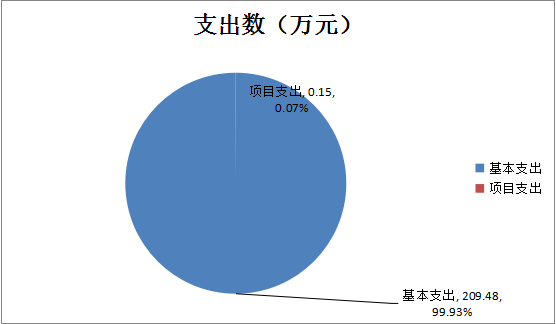 支出数（万元）
项目支出, 0.15,
0.07%
基本支出
项目支出
基本支出, 209.48,
99.93%